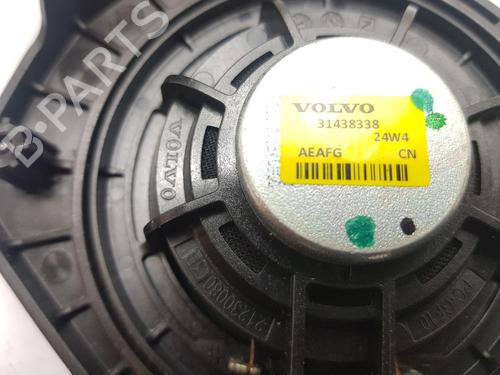 B-PARTS
VOLVO
31438338
24W4
AEAFG CN
VOLVO